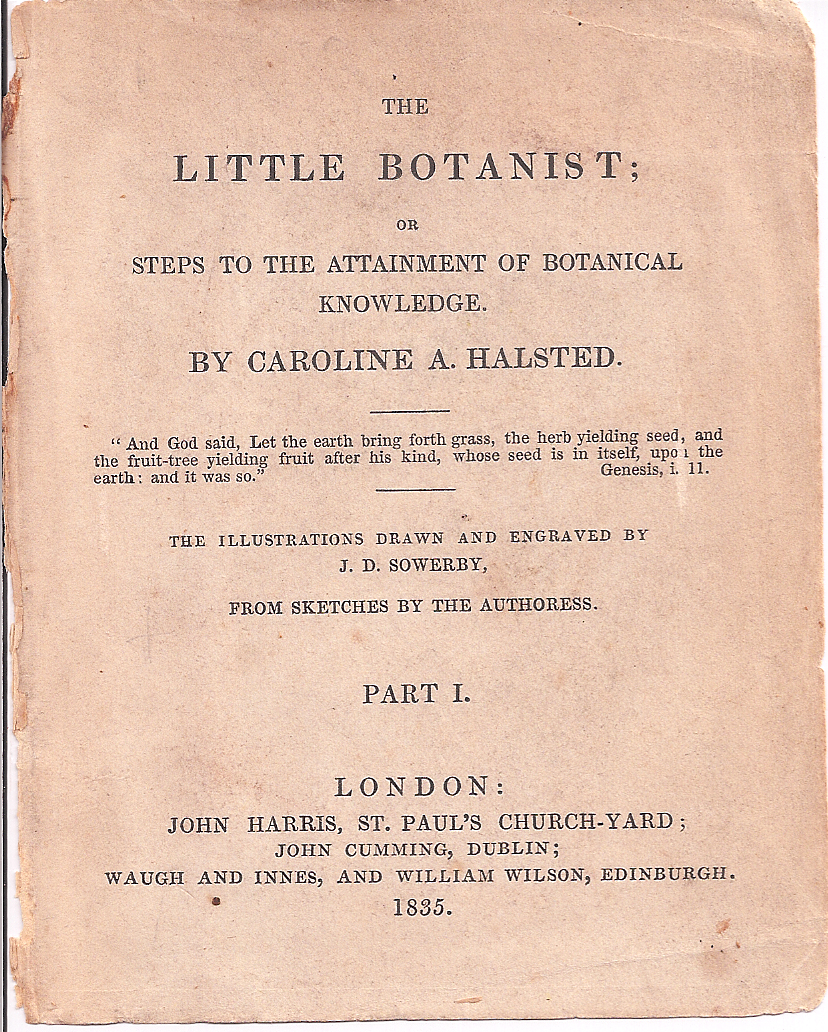 THE
LITTLE BOTANIST;
OR
STEPS TO THE ATTAINMENT OF BOTANICAL
KNOWLEDGE.
BY CAROLINE A. HALSTED.
“ And God said, Let the earth bring forth grass, the herb yielding seed, and
the fruit-tree yielding fruit after his kind, whose seed is in itself, upon the
earth: and it was so.” Genesis, i. 11.
THE ILLUSTRATIONS DRAWN AND ENGRAVED BY
J. D. SOWERBY,
FROM SKETCHES BY THE AUTHORESS.
PART I.
LONDON:
JOHN HARRIS, ST. PAUL'S CHURCH-YARD;
JOHN CUMMING, DUBLIN;
WAUGH AND INNES, AND WILLIAM WILSON, EDINBURGH.
1835.